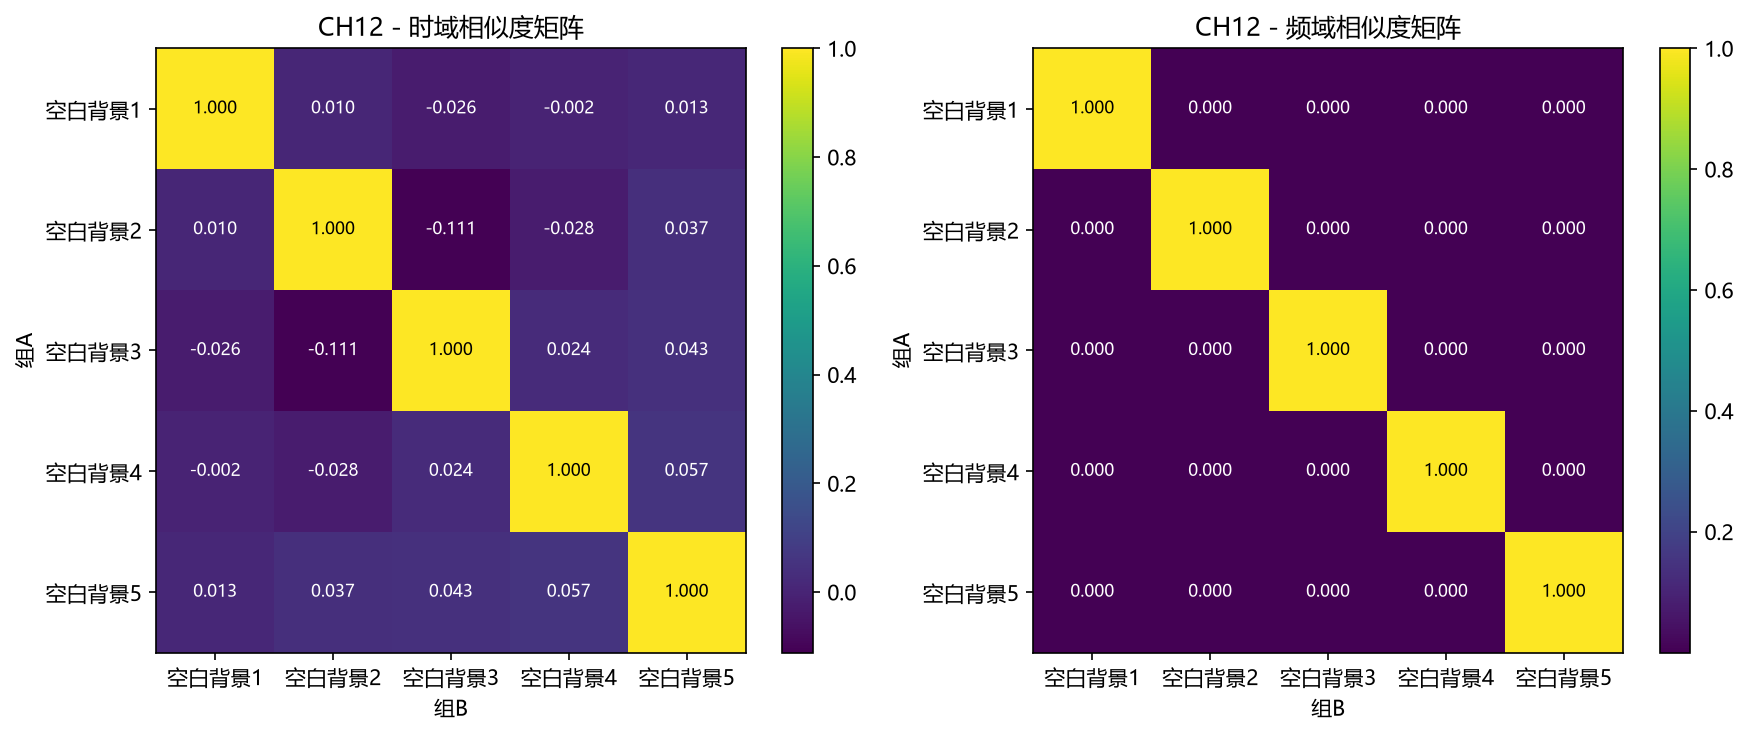 CH12 - 时域相似度矩阵
空白背景1 1.000 0.010 -0.026 -0.002 0.013
空白背景2 0.010 1.000 -0.111 -0.028 0.037
空白背景3 -0.026 -0.111 1.000 0.024 0.043
空白背景4 -0.002 -0.028 0.024 1.000 0.057
空白背景5 0.013 0.037 0.043 0.057 1.000
空白背景1 空白背景2 空白背景3 空白背景4 空白背景5
组A
组B
1.0
0.8
0.6
0.4
0.2
0.0
CH12 - 频域相似度矩阵
空白背景1 1.000 0.000 0.000 0.000 0.000
空白背景2 0.000 1.000 0.000 0.000 0.000
空白背景3 0.000 0.000 1.000 0.000 0.000
空白背景4 0.000 0.000 0.000 1.000 0.000
空白背景5 0.000 0.000 0.000 0.000 1.000
空白背景1 空白背景2 空白背景3 空白背景4 空白背景5
组A
组B
1.0
0.8
0.6
0.4
0.2